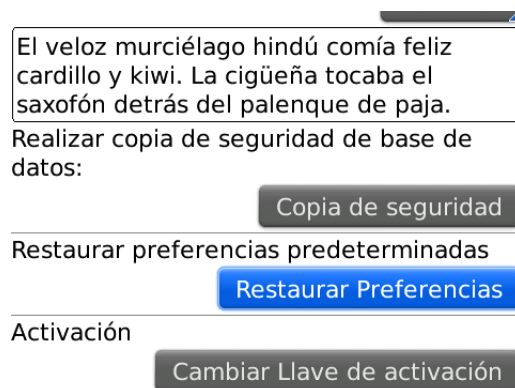 El veloz murciélago hindú comía feliz
cardillo y kiwi. La cigüeña tocaba el
saxofón detrás del palenque de paja.
Realizar copia de seguridad de base de
datos:
Copia de seguridad
Restaurar preferencias predeterminadas
Restaurar Preferencias
Activación
Cambiar Llave de activación